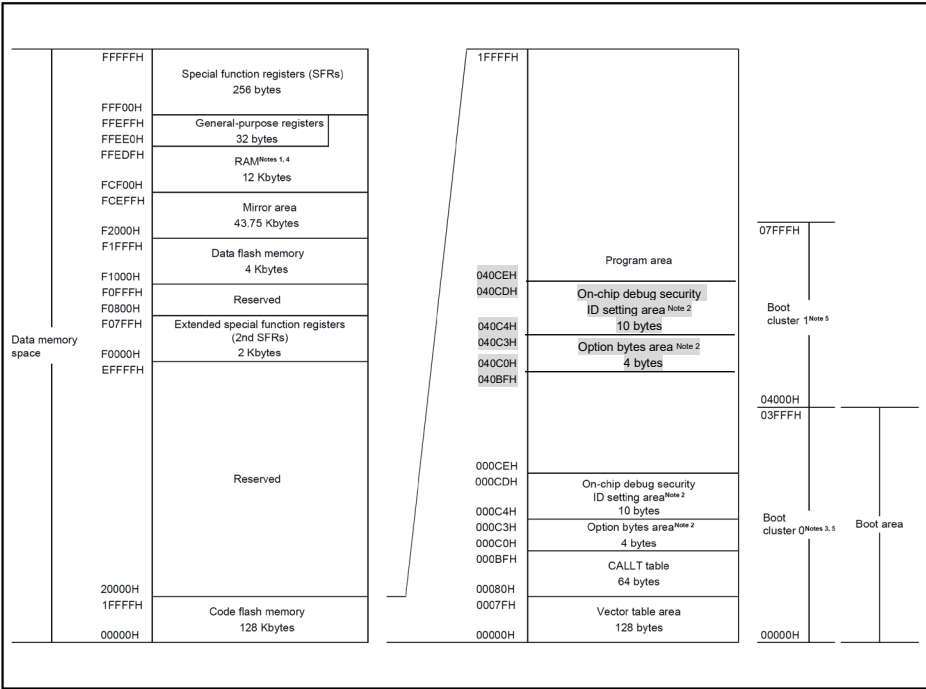 FFFFFH
Special function registers (SFRs)
256 bytes
FFF00H
FFEFFH
General-purpose registers
32 bytes
FFEE0H
FFEDFH
RAMNotes 1, 4
12 Kbytes
FCF00H
FCEFFH
Mirror area
43.75 Kbytes
F2000H
F1FFFH
Data flash memory
4 Kbytes
F1000H
F0FFFH
Reserved
F0800H
F07FFH
Extended special function registers
(2nd SFRs)
2 Kbytes
F0000H
EFFFFH
Data memory
space
Reserved
20000H
1FFFFH
Code flash memory
128 Kbytes
00000H
1FFFFH
Program area
040CEH
040CDH
On-chip debug security
ID setting area Note 2
10 bytes
040C4H
040C3H
Option bytes area Note 2
4 bytes
040C0H
040BFH
000CEH
000CDH
On-chip debug security
ID setting areaNote 2
10 bytes
000C4H
000C3H
Option bytes areaNote 2
4 bytes
000C0H
000BFH
CALLT table
64 bytes
00080H
0007FH
Vector table area
128 bytes
00000H
07FFFH
Boot
cluster 1Note 5
04000H
03FFFH
Boot
cluster 0Notes 3, 5
00000H
Boot area